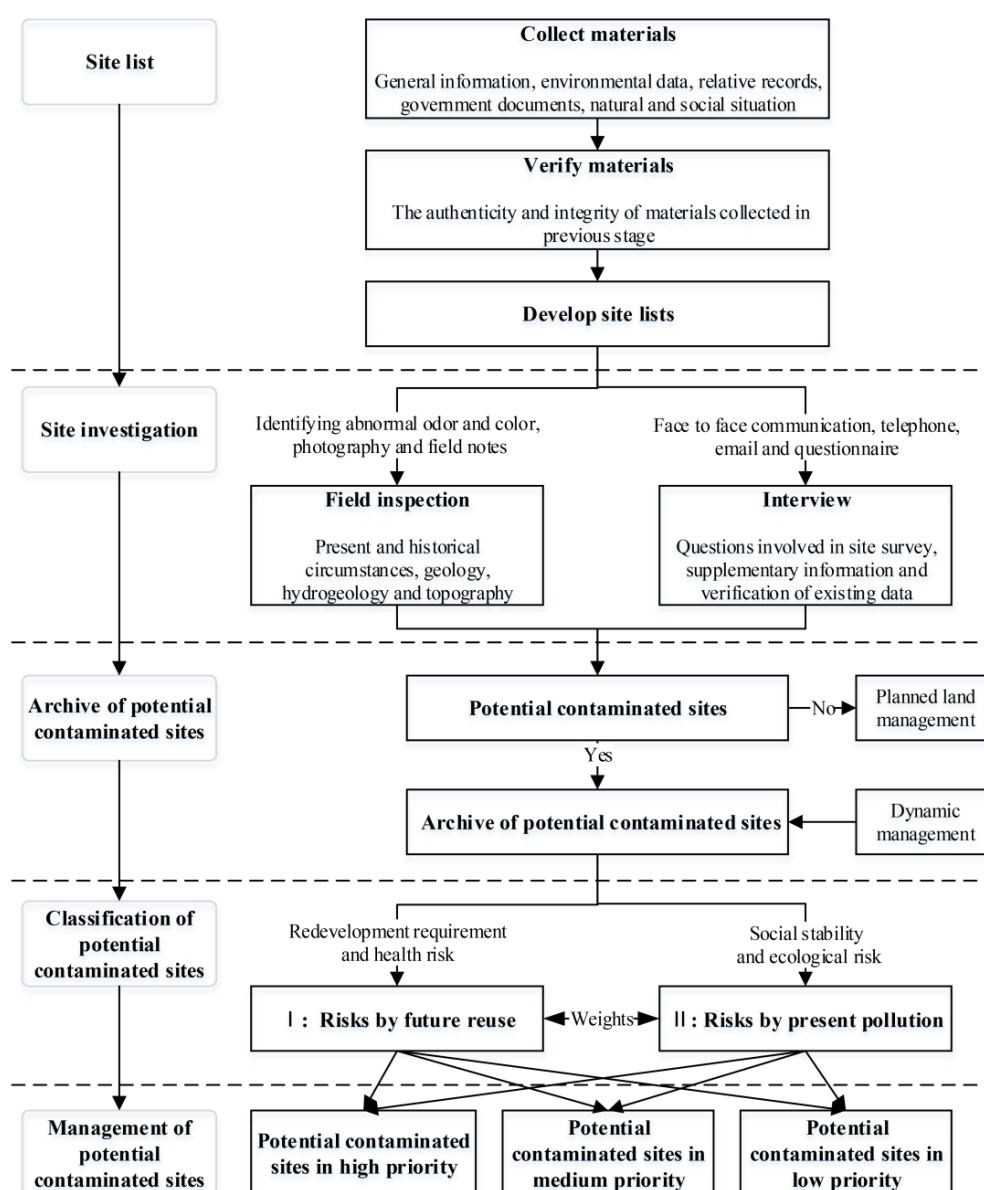 Site list
Collect materials
General information, environmental data, relative records,
government documents, natural and social situation
Verify materials
The authenticity and integrity of materials collected in
previous stage
Develop site lists
Site investigation
Identifying abnormal odor and color,
photography and field notes
Face to face communication, telephone,
email and questionnaire
Field inspection
Present and historical
circumstances, geology,
hydrogeology and topography
Interview
Questions involved in site survey,
supplementary information and
verification of existing data
Archive of potential
contaminated sites
Potential contaminated sites
No
Planned land
management
Yes
Archive of potential contaminated sites
Dynamic
management
Classification of
potential
contaminated sites
Redevelopment requirement
and health risk
Social stability
and ecological risk
Ⅰ: Risks by future reuse
Weights
Ⅱ: Risks by present pollution
Management of
potential
contaminated sites
Potential contaminated
sites in high priority
Potential
contaminated sites in
medium priority
Potential
contaminated sites in
low priority